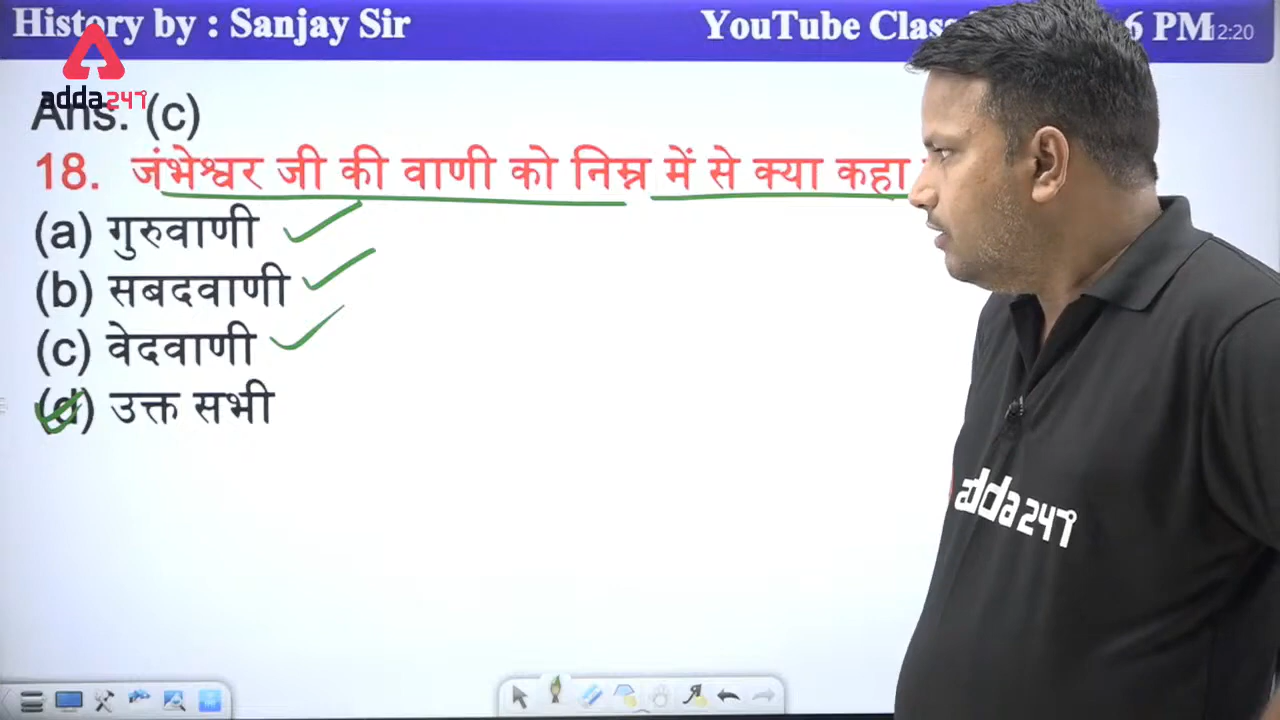 History by : Sanjay Sir
YouTube Class 6 PM 12:20
adda247
Ans. (c)
18. जंभेश्वर जी की वाणी को निम्न में से क्या कहा
(a) गुरुवाणी
(b) सबदवाणी
(c) वेदवाणी
(d) उक्त सभी
adda247